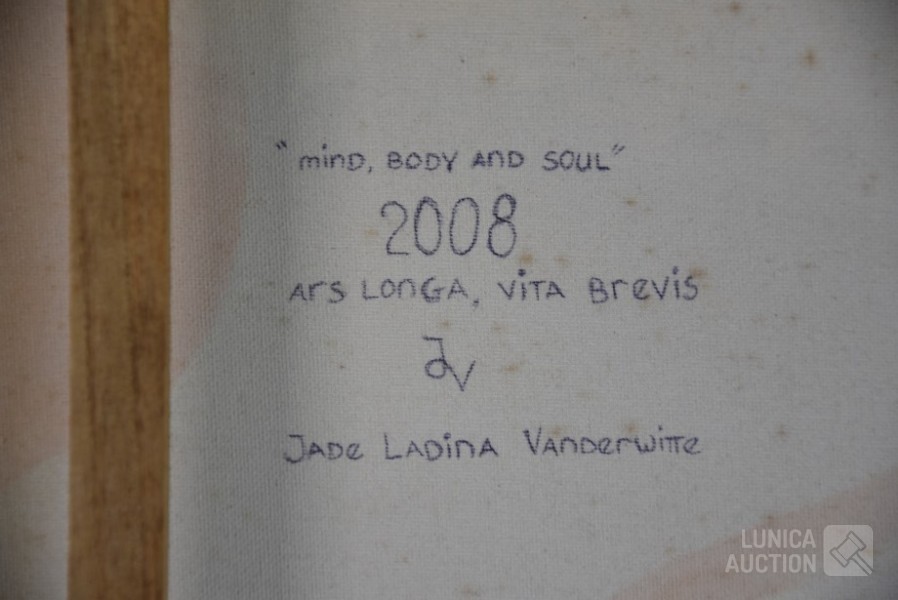 "mind, BODY AND SOUL"
2008
Ars LONGA, VITA Brevis
JV
JADE LADINA VANDERWITTE
LUNICA
AUCTION